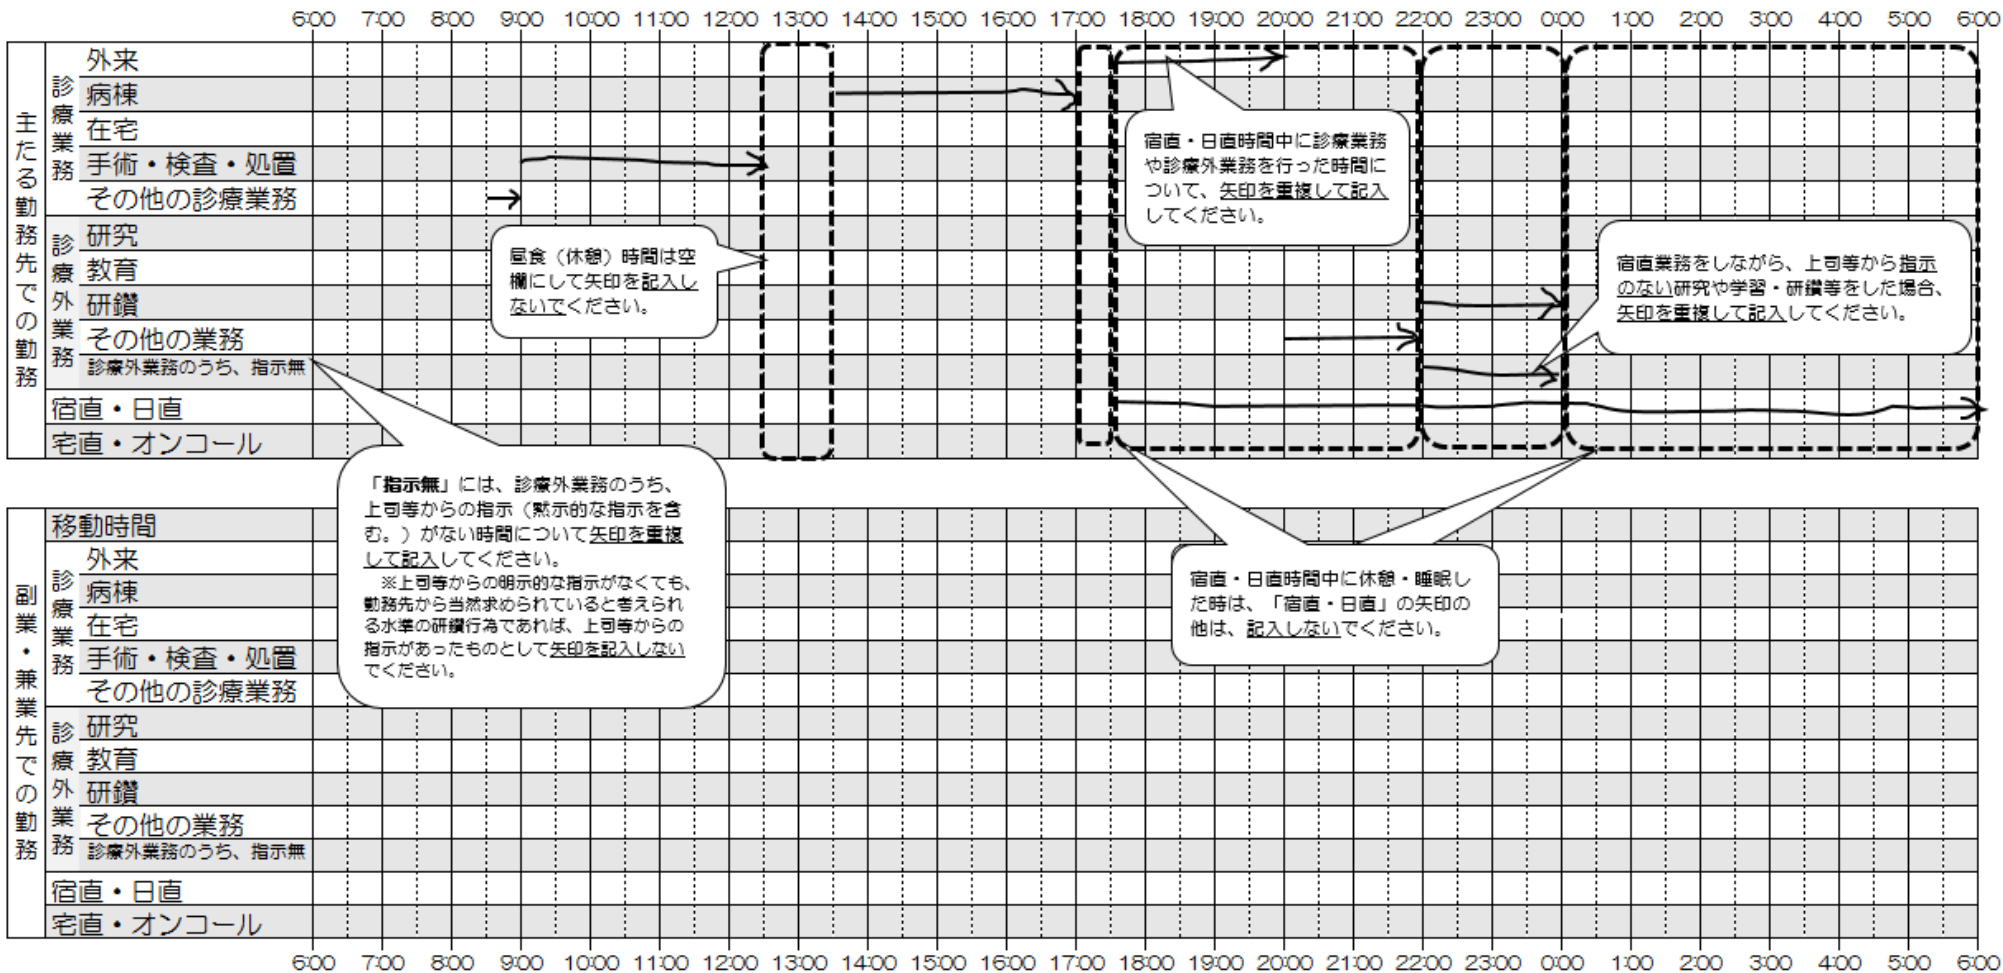 6:00 7:00 8:00 9:00 10:00 11:00 12:00 13:00 14:00 15:00 16:00 17:00 18:00 19:00 20:00 21:00 22:00 23:00 0:00 1:00 2:00 3:00 4:00 5:00 6:00
主たる勤務先での勤務
診療業務
外来
病棟
在宅
手術・検査・処置
その他の診療業務
診療外業務
研究
教育
研鑽
その他の業務
診療外業務のうち、指示無
宿直・日直
宅直・オンコール
宿直・日直時間中に診療業務
や診療外業務を行った時間に
ついて、矢印を重複して記入
してください。
昼食（休憩）時間は空
欄にして矢印を記入し
ないでください。
宿直業務をしながら、上司等から指示
のない研究や学習・研鑽等をした場合、
矢印を重複して記入してください。
「指示無」には、診療外業務のうち、
上司等からの指示（黙示的な指示を含
む。）がない時間について矢印を重複
して記入してください。
※上司等からの明示的な指示がなくても、
勤務先から当然求められていると考えられ
る水準の研鑽行為であれば、上司等からの
指示があったものとして矢印を記入しない
でください。
宿直・日直時間中に休憩・睡眠し
た時は、「宿直・日直」の矢印の
他は、記入しないでください。
副業・兼業先での勤務
移動時間
診療業務
外来
病棟
在宅
手術・検査・処置
その他の診療業務
診療外業務
研究
教育
研鑽
その他の業務
診療外業務のうち、指示無
宿直・日直
宅直・オンコール
6:00 7:00 8:00 9:00 10:00 11:00 12:00 13:00 14:00 15:00 16:00 17:00 18:00 19:00 20:00 21:00 22:00 23:00 0:00 1:00 2:00 3:00 4:00 5:00 6:00